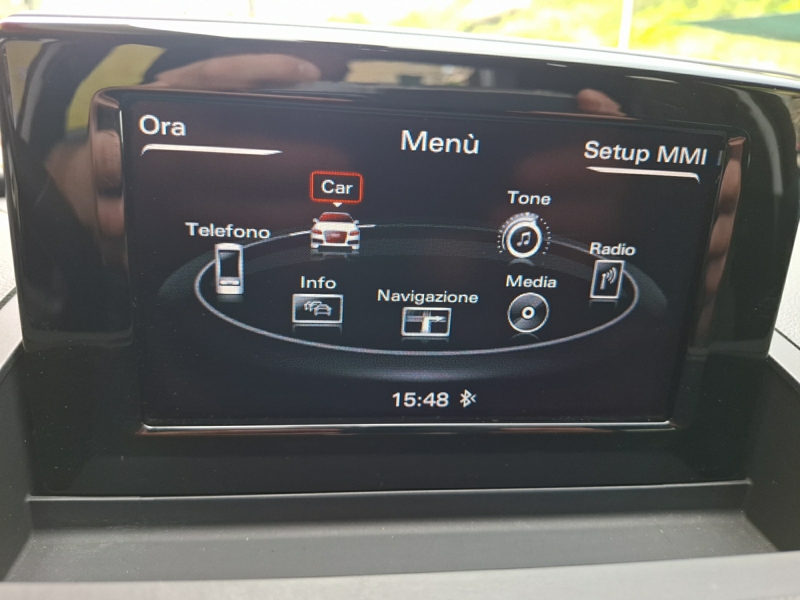 Ora
Menù
Setup MMI
Car
Tone
Telefono
Radio
Info
Navigazione
Media
15:48